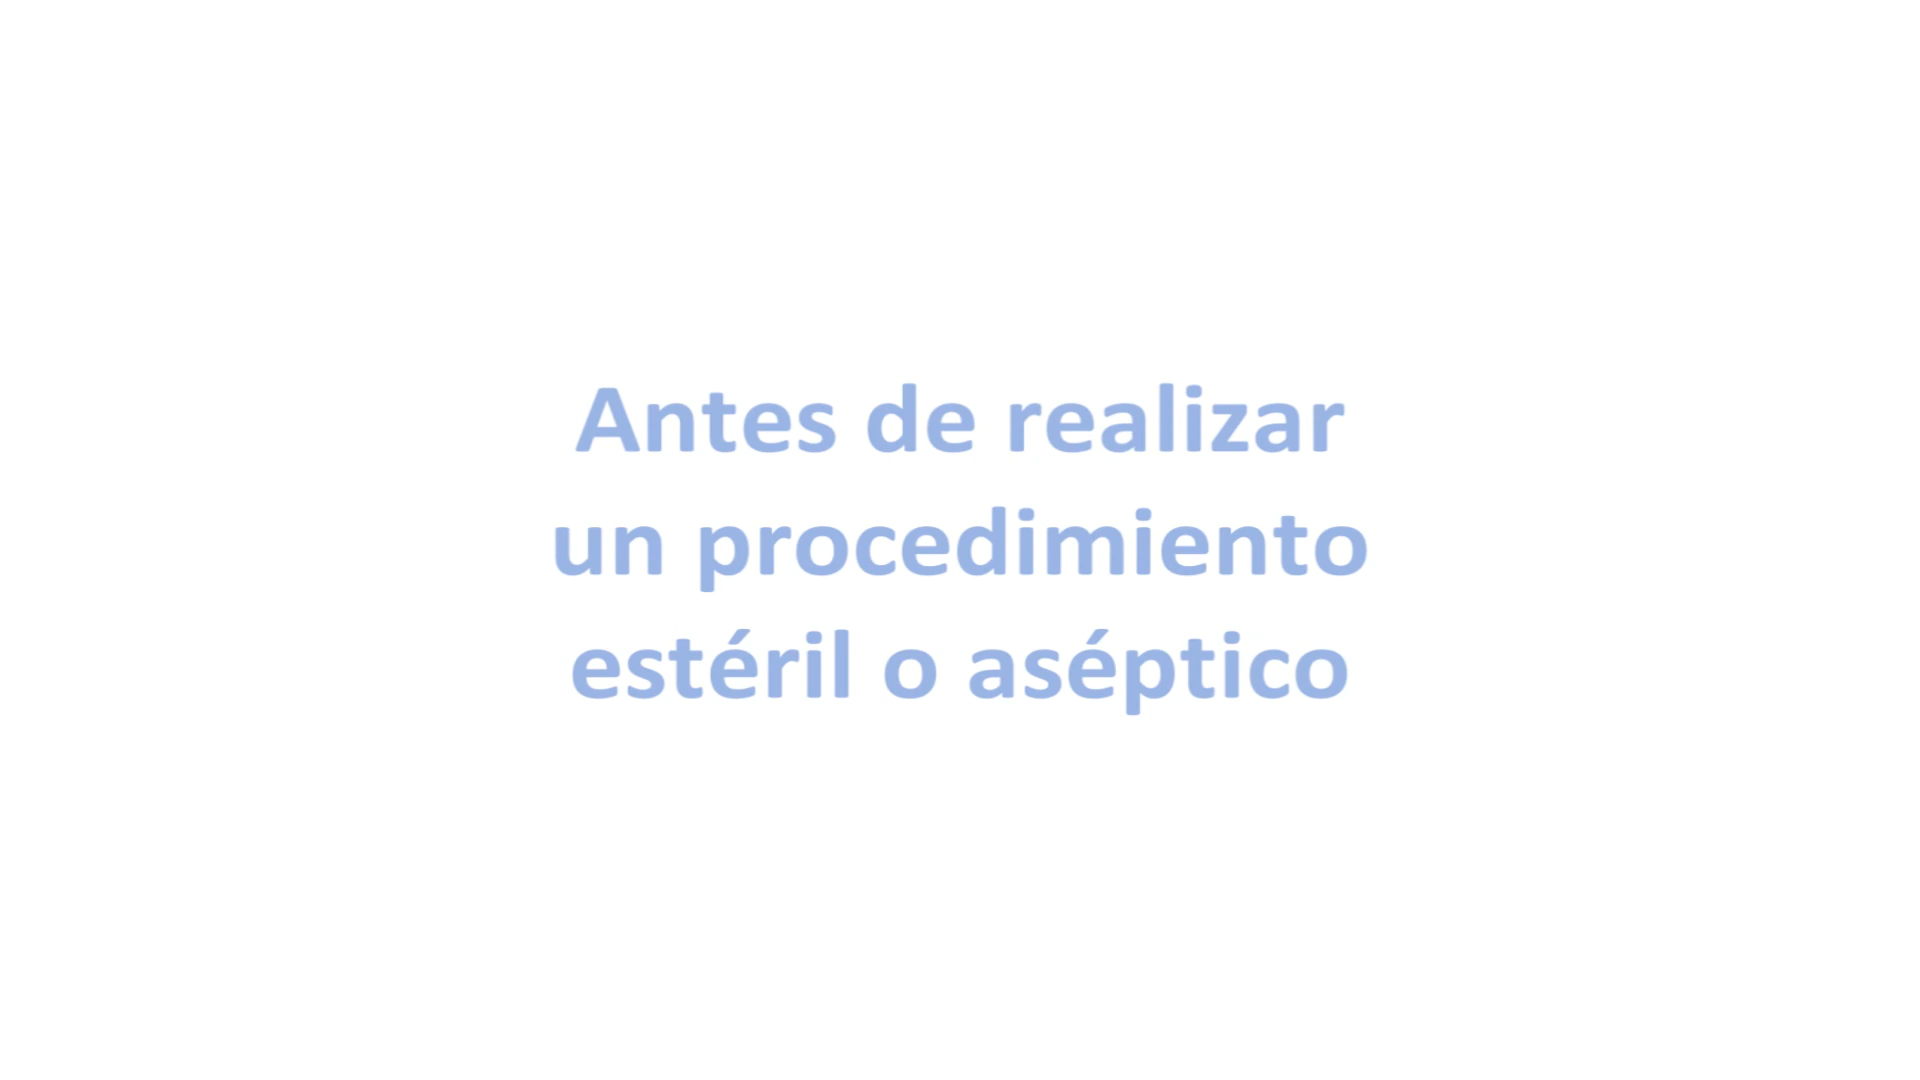 Antes de realizar
un procedimiento
estéril o aséptico